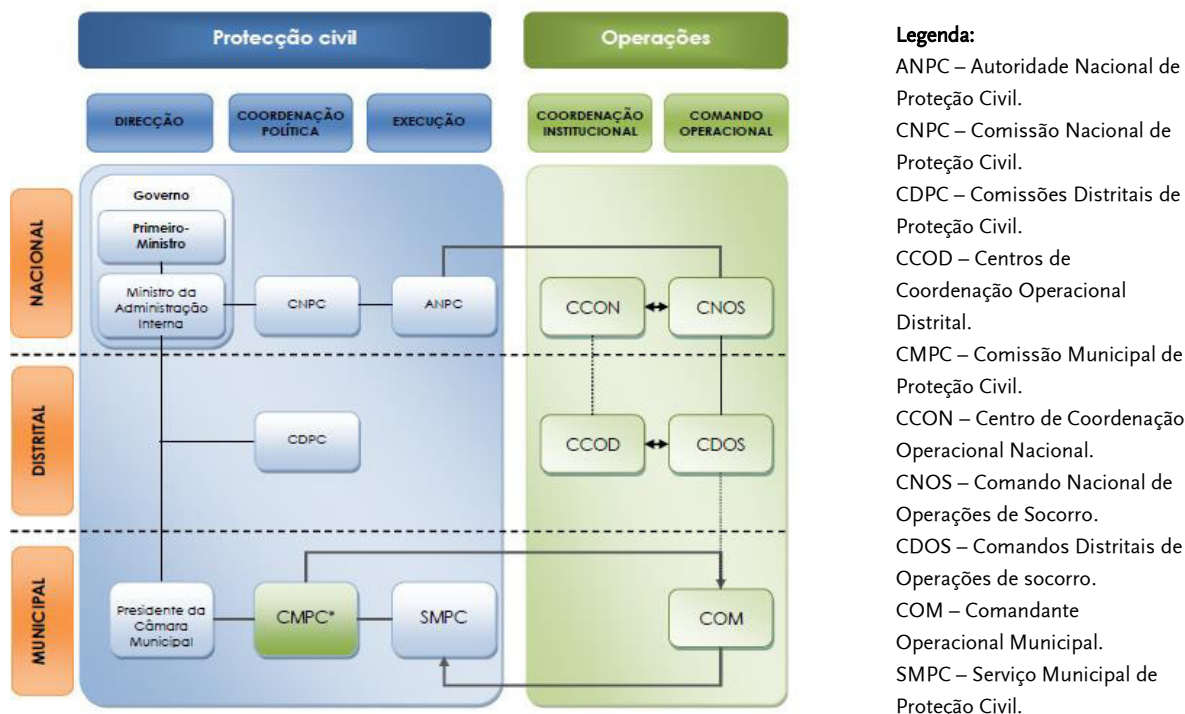 Protecção civil
Operações
DIRECÇÃO
COORDENAÇÃO
POLÍTICA
EXECUÇÃO
COORDENAÇÃO
INSTITUCIONAL
COMANDO
OPERACIONAL
NACIONAL
Governo
Primeiro-
Ministro
Ministro da
Administração
Interna
CNPC
ANPC
CCON
CNOS
DISTRITAL
CDPC
CCOD
CDOS
MUNICIPAL
Presidente da
Câmara
Municipal
CMPC*
SMPC
COM
Legenda:
ANPC – Autoridade Nacional de
Proteção Civil.
CNPC – Comissão Nacional de
Proteção Civil.
CDPC – Comissões Distritais de
Proteção Civil.
CCOD – Centros de
Coordenação Operacional
Distrital.
CMPC – Comissão Municipal de
Proteção Civil.
CCON – Centro de Coordenação
Operacional Nacional.
CNOS – Comando Nacional de
Operações de Socorro.
CDOS – Comandos Distritais de
Operações de socorro.
COM – Comandante
Operacional Municipal.
SMPC – Serviço Municipal de
Proteção Civil.